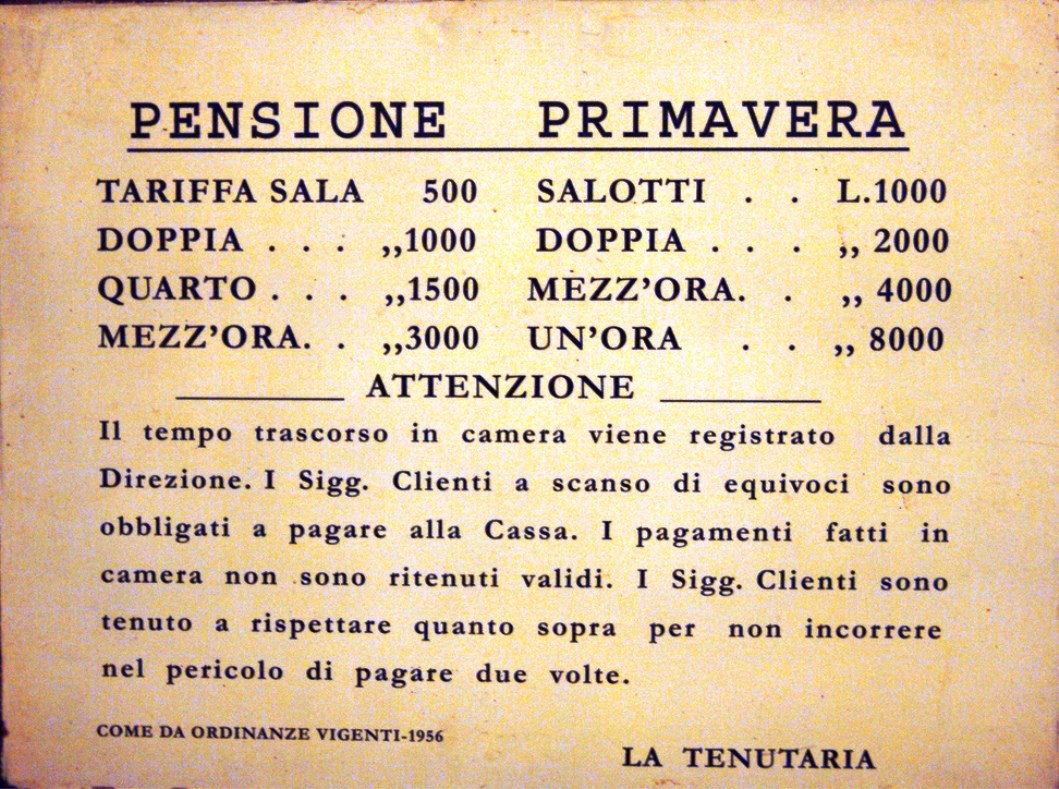 PENSIONE PRIMAVERA
TARIFFA SALA 500 SALOTTI . . L.1000
DOPPIA . . . ,,1000 DOPPIA . . . ,, 2000
QUARTO . . . ,,1500 MEZZ'ORA. . ,, 4000
MEZZ'ORA. . ,,3000 UN'ORA . . ,, 8000
ATTENZIONE
Il tempo trascorso in camera viene registrato dalla
Direzione. I Sigg. Clienti a scanso di equivoci sono
obbligati a pagare alla Cassa. I pagamenti fatti in
camera non sono ritenuti validi. I Sigg. Clienti sono
tenuto a rispettare quanto sopra per non incorrere
nel pericolo di pagare due volte.
COME DA ORDINANZE VIGENTI-1956
LA TENUTARIA